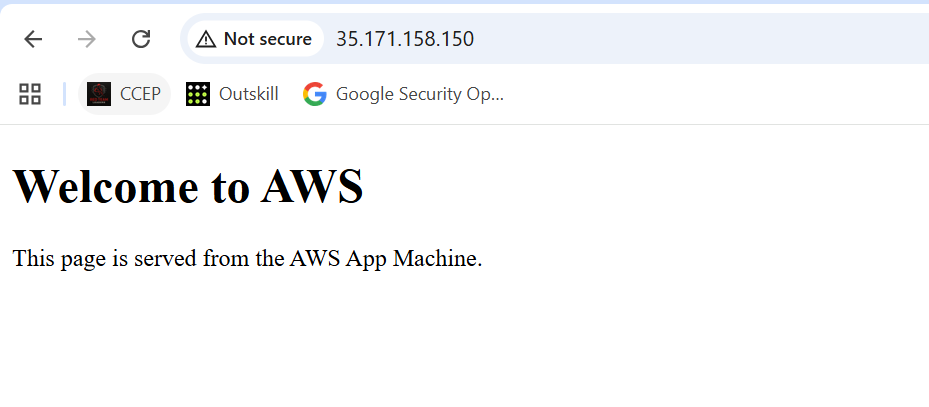 Not secure 35.171.158.150
CCEP Outskill Google Security Op...
Welcome to AWS
This page is served from the AWS App Machine.